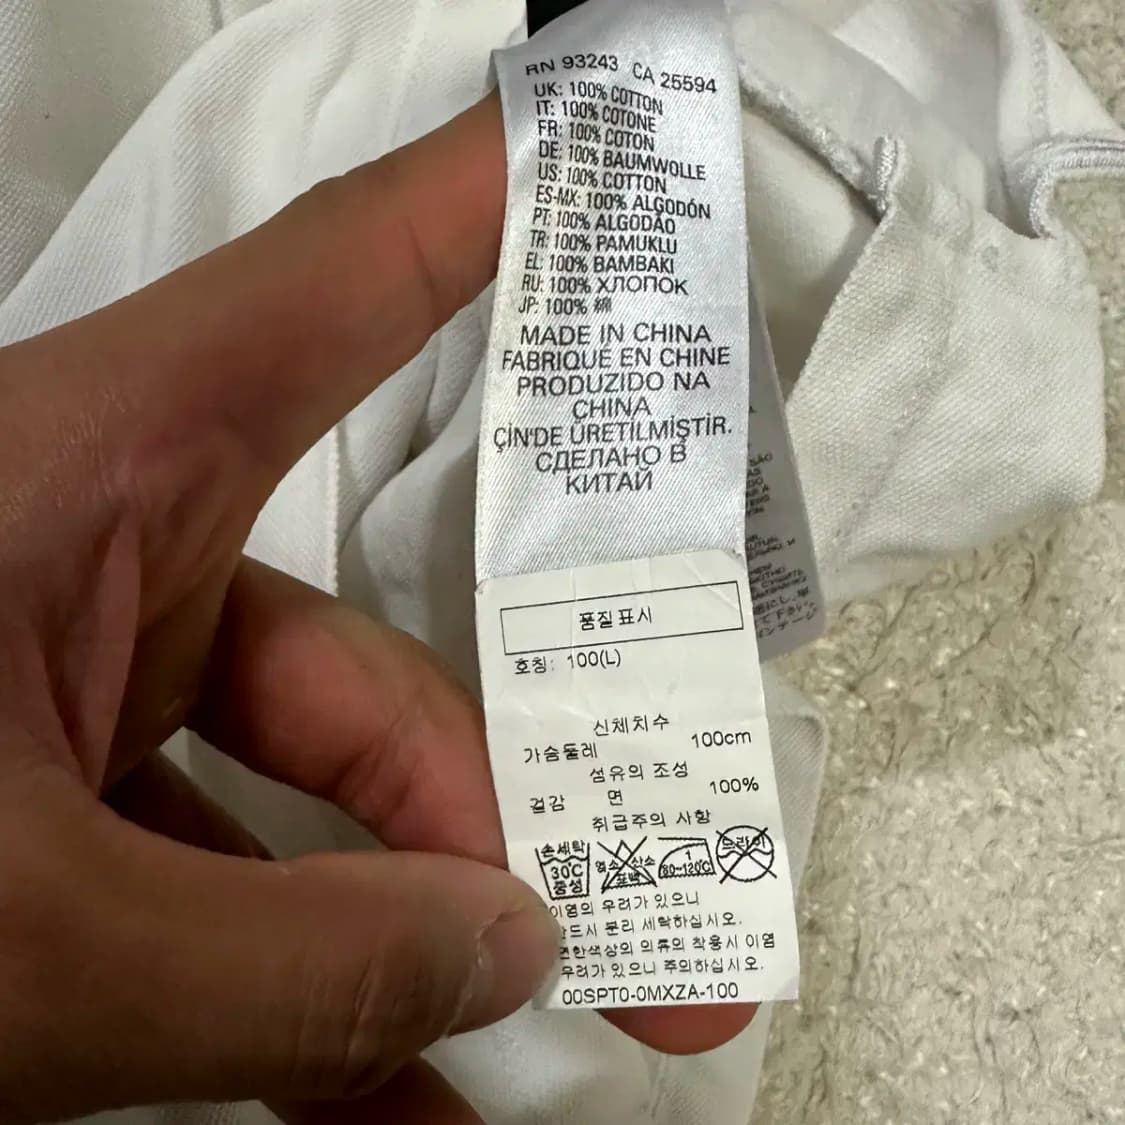 RN 93243 CA 25594
UK: 100% COTTON
IT: 100% COTONE
FR: 100% COTON
DE: 100% BAUMWOLLE
US: 100% COTTON
ES-MX: 100% ALGODÓN
PT: 100% ALGODÃO
TR: 100% PAMUKLU
EL: 100% BAMBAKI
RU: 100% ХЛОПОК
JP: 100% 綿
MADE IN CHINA
FABRIQUÉ EN CHINE
PRODUZIDO NA
CHINA
ÇİN'DE ÜRETİLMİŞTİR.
СДЕЛАНО В
КИТАЙ
품질표시
호칭: 100(L)
신체치수
가슴둘레 100cm
섬유의 조성
겉감 면 100%
취급주의 사항
손세탁 30℃ 중성
염소 산소 표백
1 80~120℃
드라이
이염의 우려가 있으니
반드시 분리 세탁하십시오.
연한색상의 의류의 착용시 이염
우려가 있으니 주의하십시오.
00SPT0-0MXZA-100